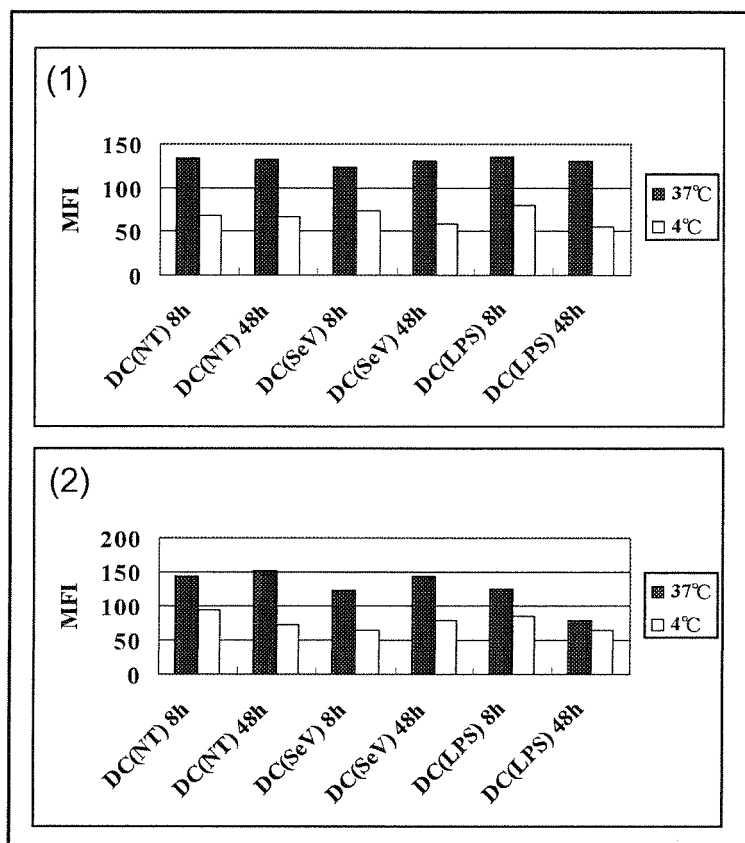 (1)
150
100
50
0
MFI
37℃
4℃
DC(NT) 8h
DC(NT) 48h
DC(SeV) 8h
DC(SeV) 48h
DC(LPS) 8h
DC(LPS) 48h
(2)
200
150
100
50
0
MFI
37℃
4℃
DC(NT) 8h
DC(NT) 48h
DC(SeV) 8h
DC(SeV) 48h
DC(LPS) 8h
DC(LPS) 48h